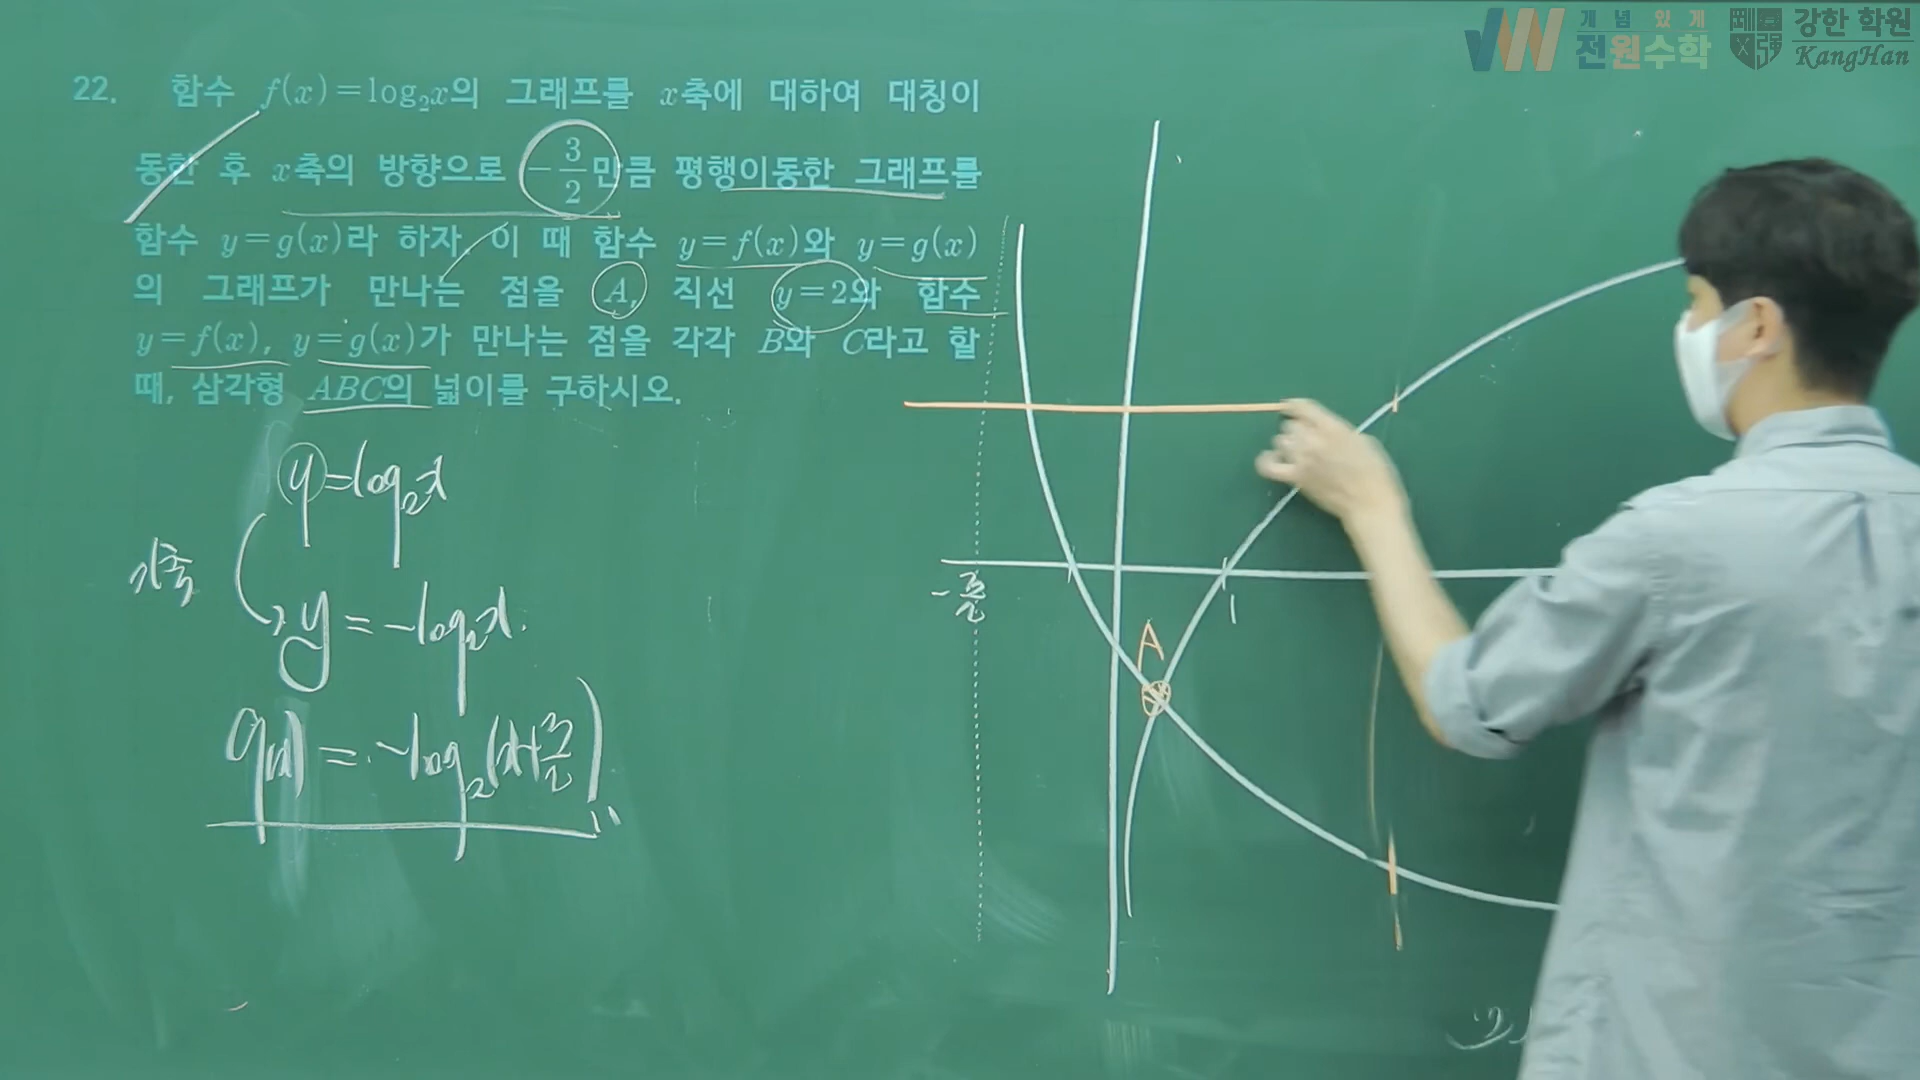 개 념 있 게
전원수학
강한 학원
KangHan
22. 함수 f(x)=log₂x의 그래프를 x축에 대하여 대칭이
동한 후 x축의 방향으로 -3/2만큼 평행이동한 그래프를
함수 y=g(x)라 하자. 이 때 함수 y=f(x)와 y=g(x)
의 그래프가 만나는 점을 A, 직선 y=2와 함수
y=f(x), y=g(x)가 만나는 점을 각각 B와 C라고 할
때, 삼각형 ABC의 넓이를 구하시오.
y=log₂x
x축
y=-log₂x.
g(x)=-log₂(x+3/2)
-3/2
1
A